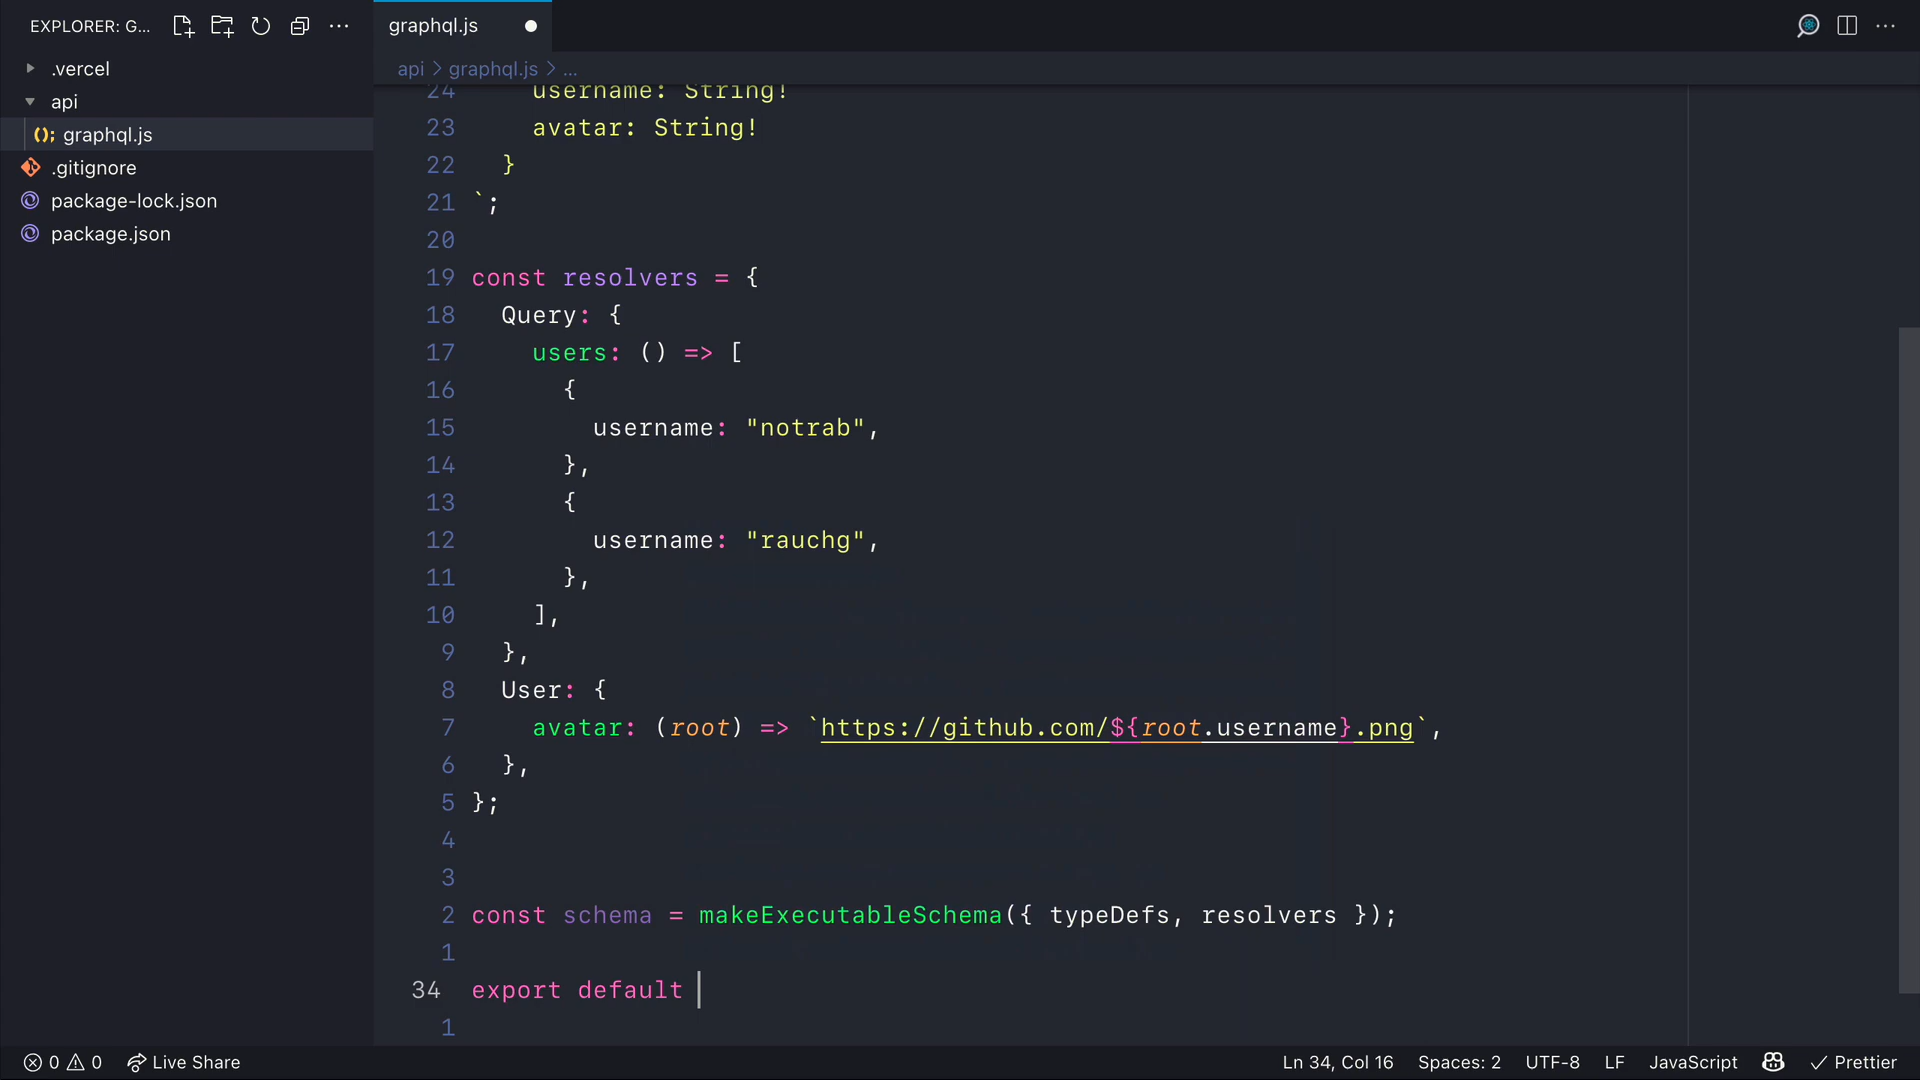 EXPLORER: G...
graphql.js
.vercel
api
graphql.js
.gitignore
package-lock.json
package.json
api > graphql.js > ...
24 username: String!
23 avatar: String!
22 }
21 `;
20
19 const resolvers = {
18 Query: {
17 users: () => [
16 {
15 username: "notrab",
14 },
13 {
12 username: "rauchg",
11 },
10 ],
9 },
8 User: {
7 avatar: (root) => `https://github.com/${root.username}.png`,
6 },
5 };
4
3
2 const schema = makeExecutableSchema({ typeDefs, resolvers });
1
34 export default
1
0 0 Live Share Ln 34, Col 16 Spaces: 2 UTF-8 LF JavaScript Prettier